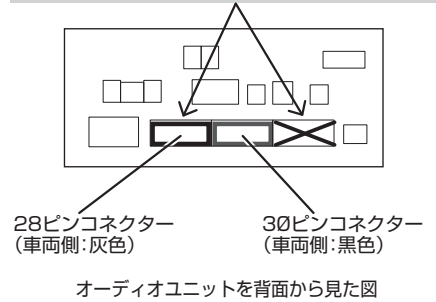 28ピンコネクター
（車両側：灰色）
30ピンコネクター
（車両側：黒色）
オーディオユニットを背面から見た図